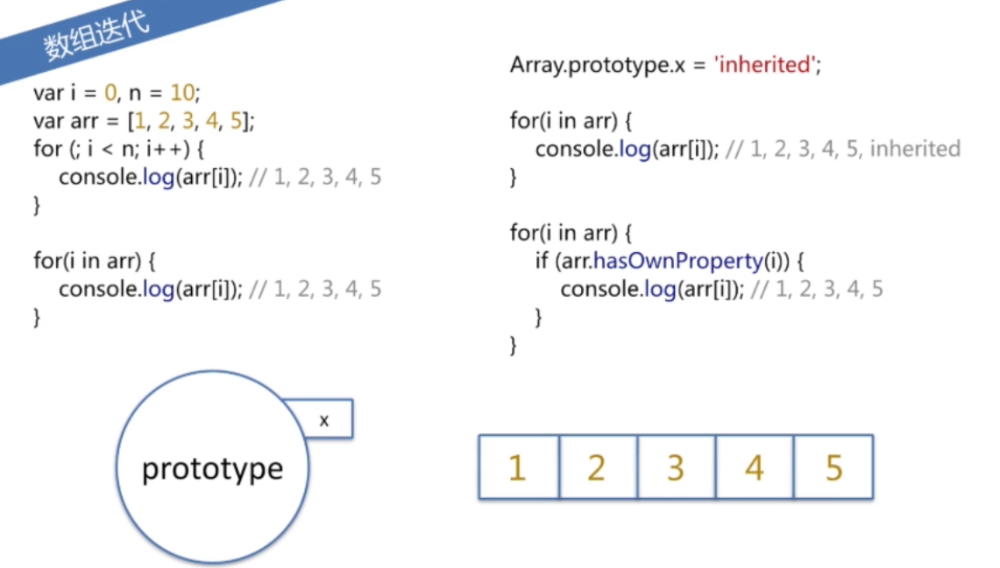 数组迭代
var i = 0, n = 10;
var arr = [1, 2, 3, 4, 5];
for (; i < n; i++) {
console.log(arr[i]); // 1, 2, 3, 4, 5
}
for(i in arr) {
console.log(arr[i]); // 1, 2, 3, 4, 5
}
Array.prototype.x = 'inherited';
for(i in arr) {
console.log(arr[i]); // 1, 2, 3, 4, 5, inherited
}
for(i in arr) {
if (arr.hasOwnProperty(i)) {
console.log(arr[i]); // 1, 2, 3, 4, 5
}
}
x
prototype
1 2 3 4 5